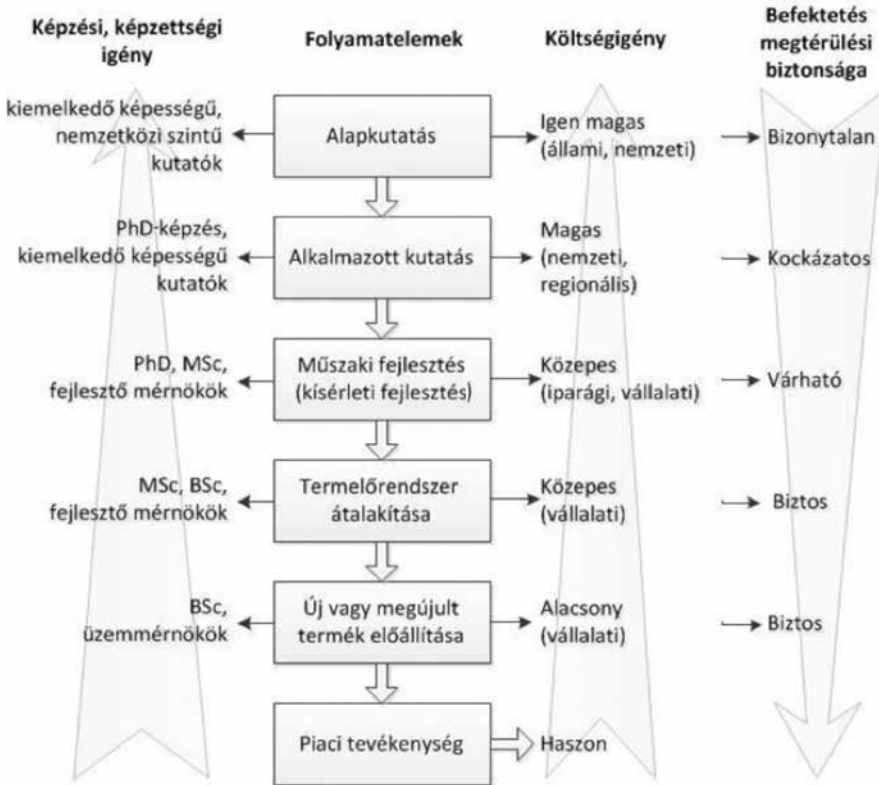 Képzési, képzettségi
igény
Folyamatelemek
Költségigény
Befektetés
megtérülési
biztonsága
kiemelkedő képességű,
nemzetközi szintű
kutatók
Alapkutatás
Igen magas
(állami, nemzeti)
Bizonytalan
PhD-képzés,
kiemelkedő képességű
kutatók
Alkalmazott kutatás
Magas
(nemzeti,
regionális)
Kockázatos
PhD, MSc,
fejlesztő mérnökök
Műszaki fejlesztés
(kísérleti fejlesztés)
Közepes
(iparági, vállalati)
Várható
MSc, BSc,
fejlesztő mérnökök
Termelőrendszer
átalakítása
Közepes
(vállalati)
Biztos
BSc,
üzemmérnökök
Új vagy megújult
termék előállítása
Alacsony
(vállalati)
Biztos
Piaci tevékenység
Haszon